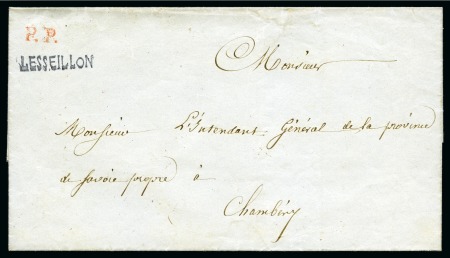 P.P.
LESSEILLON
Monsieur
Monsieur L'Intendant Général de la province
de Savoie propre à
Chambéry